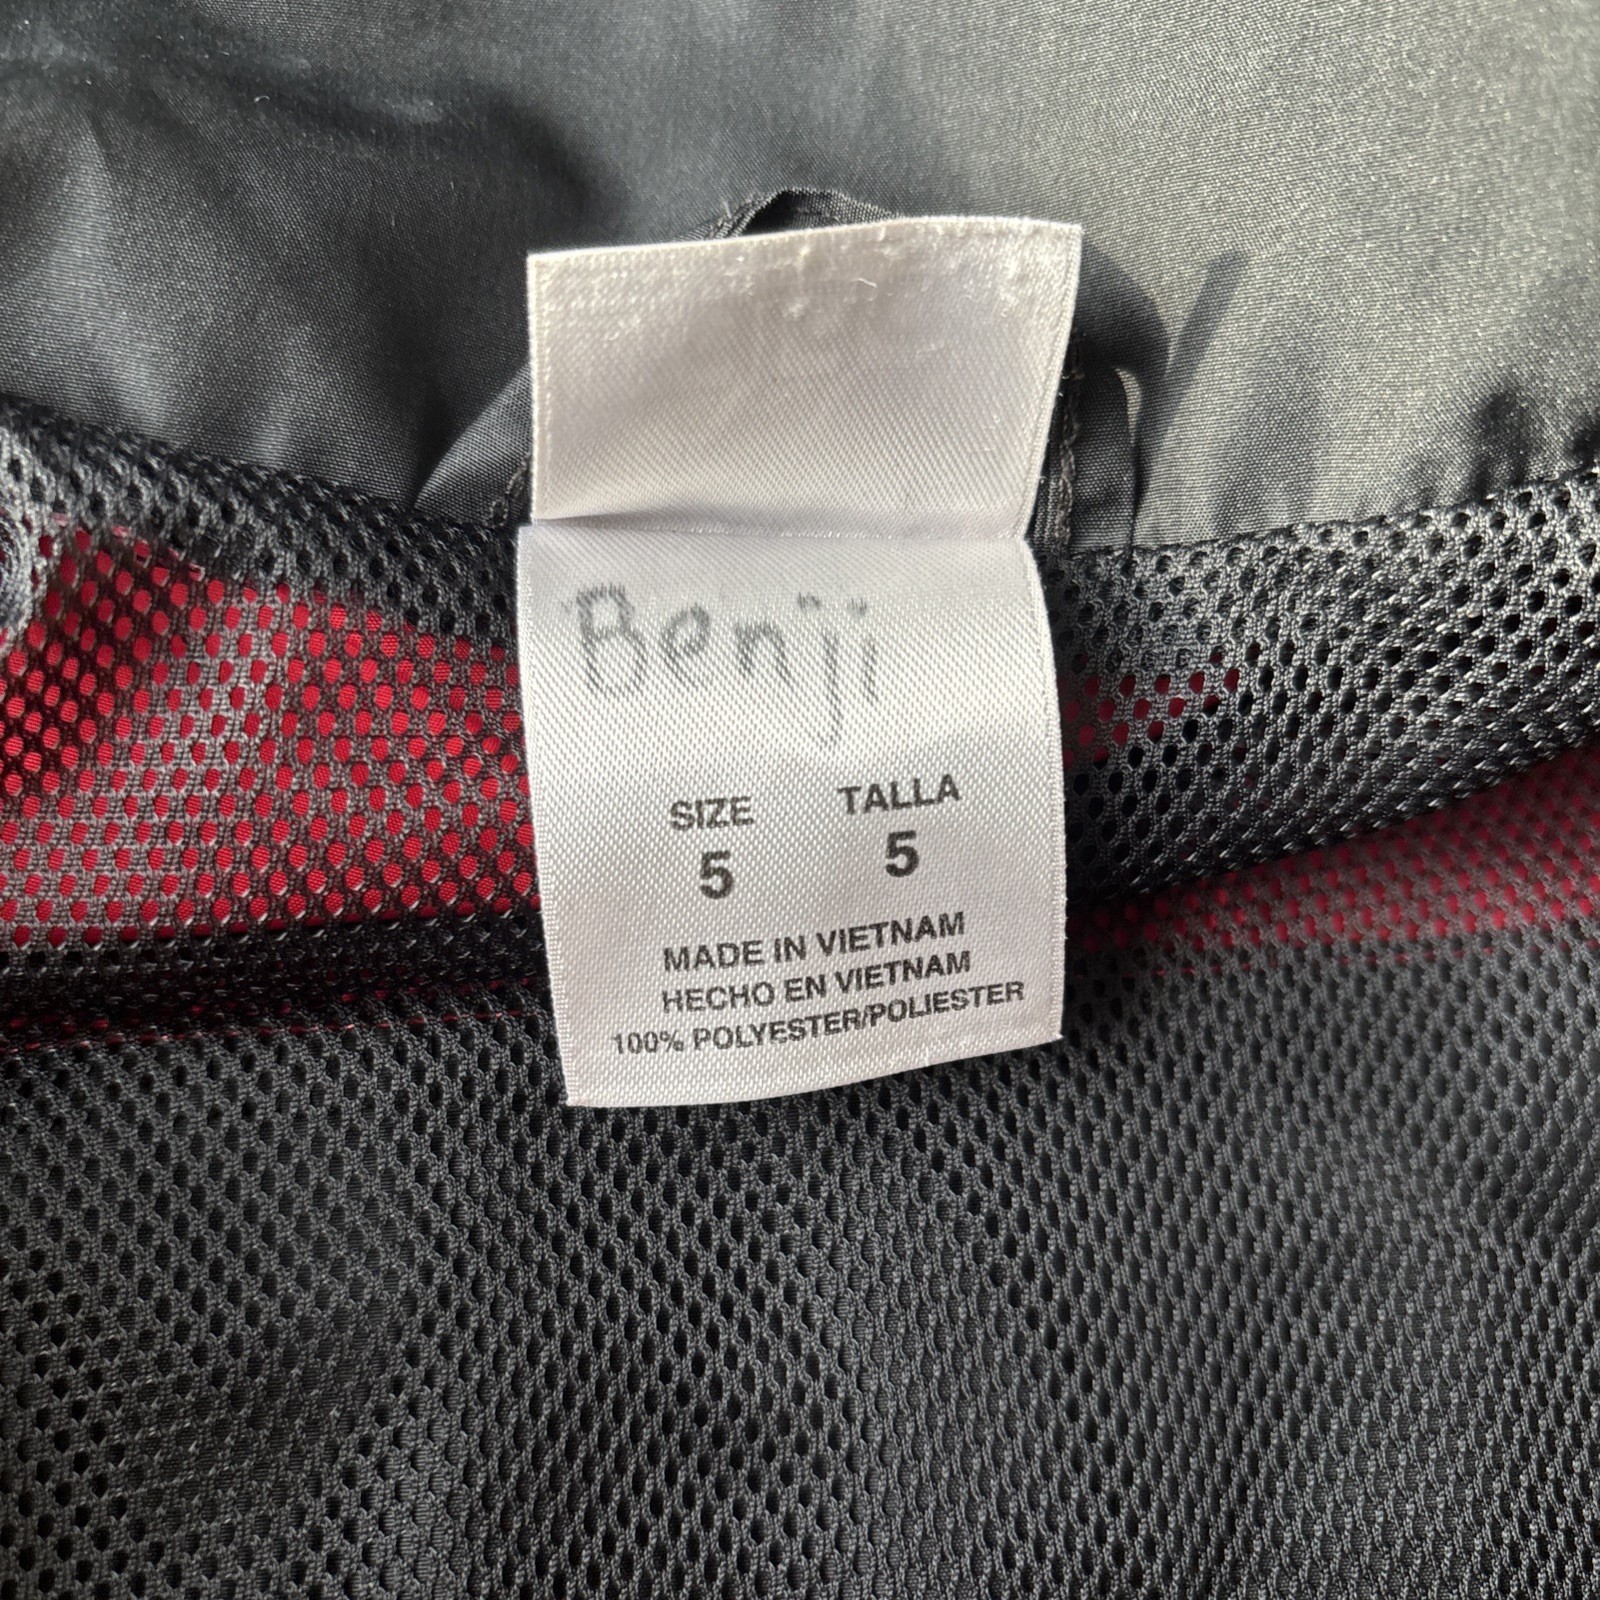 Benji
SIZE TALLA
5 5
MADE IN VIETNAM
HECHO EN VIETNAM
100% POLYESTER/POLIESTER